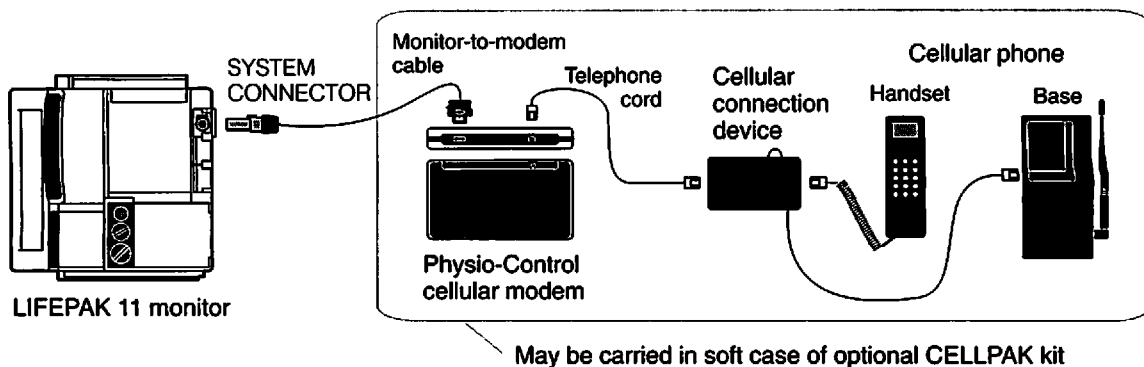 Monitor-to-modem
cable
SYSTEM
CONNECTOR
Telephone
cord
Cellular
connection
device
Cellular phone
Handset
Base
Physio-Control
cellular modem
LIFEPAK 11 monitor
May be carried in soft case of optional CELLPAK kit